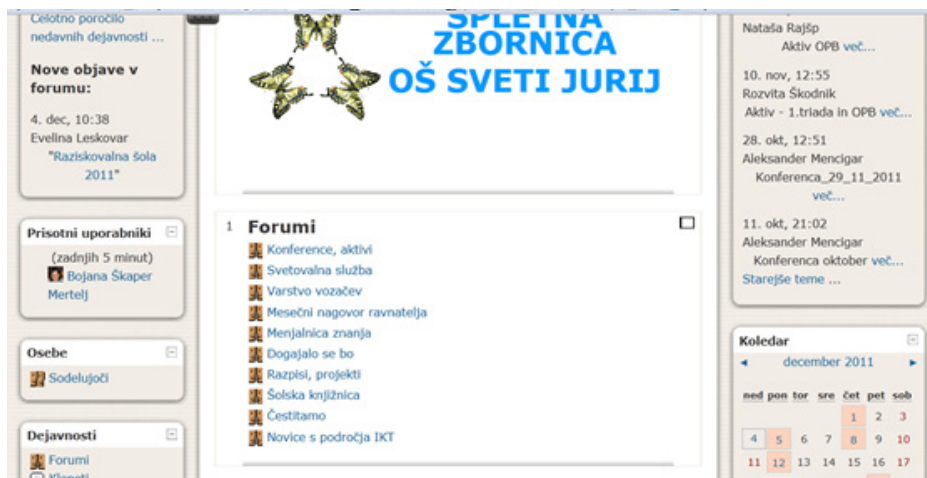 Celotno poročilo
nedavnih dejavnosti ...
Nove objave v
forumu:
4. dec, 10:38
Evelina Leskovar
"Raziskovalna šola
2011"
Prisotni uporabniki
(zadnjih 5 minut)
Bojana Škaper
Mertelj
Osebe
Sodelujoči
Dejavnosti
Forumi
Klepeti
SPLETNA
ZBORNICA
OŠ SVETI JURIJ
1 Forumi
Konference, aktivi
Svetovalna služba
Varstvo vozačev
Mesečni nagovor ravnatelja
Menjalnica znanja
Dogajalo se bo
Razpisi, projekti
Šolska knjižnica
Čestitamo
Novice s področja IKT
Nataša Rajšp
Aktiv OPB več...
10. nov, 12:55
Rozvita Škodnik
Aktiv - 1.triada in OPB več...
28. okt, 12:51
Aleksander Mencigar
Konferenca_29_11_2011
več...
11. okt, 21:02
Aleksander Mencigar
Konferenca oktober več...
Starejše teme ...
Koledar
◄ december 2011 ►
ned pon tor sre čet pet sob
1 2 3
4 5 6 7 8 9 10
11 12 13 14 15 16 17